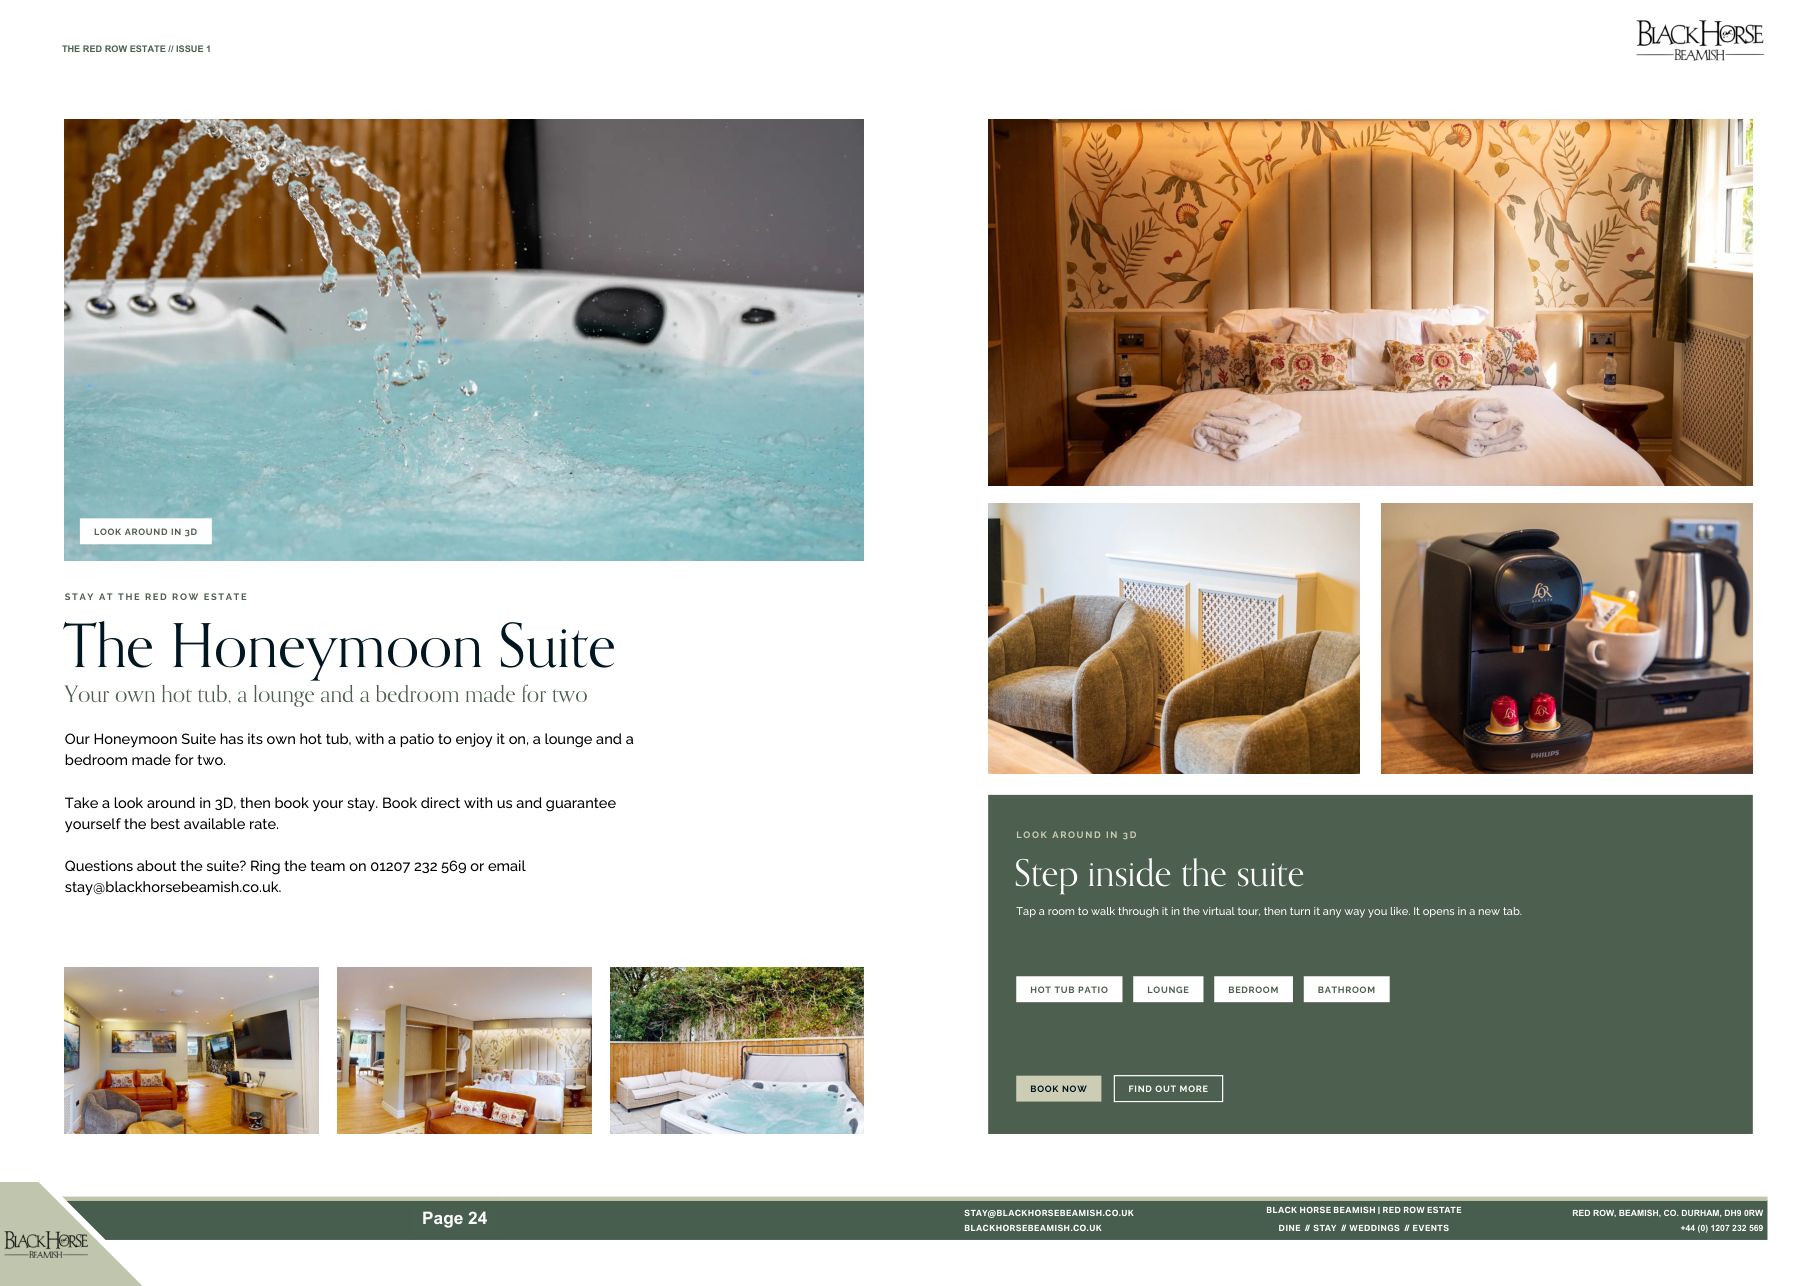 THE RED ROW ESTATE // ISSUE 1
BLACK HORSE
BEAMISH
LOOK AROUND IN 3D
STAY AT THE RED ROW ESTATE
The Honeymoon Suite
Your own hot tub, a lounge and a bedroom made for two
Our Honeymoon Suite has its own hot tub, with a patio to enjoy it on, a lounge and a
bedroom made for two.
Take a look around in 3D, then book your stay. Book direct with us and guarantee
yourself the best available rate.
Questions about the suite? Ring the team on 01207 232 569 or email
stay@blackhorsebeamish.co.uk.
L'OR
BARISTA
L'OR
L'OR
PHILIPS
LOOK AROUND IN 3D
Step inside the suite
Tap a room to walk through it in the virtual tour, then turn it any way you like. It opens in a new tab.
HOT TUB PATIO
LOUNGE
BEDROOM
BATHROOM
BOOK NOW
FIND OUT MORE
BLACK HORSE
BEAMISH
Page 24
STAY@BLACKHORSEBEAMISH.CO.UK
BLACKHORSEBEAMISH.CO.UK
BLACK HORSE BEAMISH | RED ROW ESTATE
DINE // STAY // WEDDINGS // EVENTS
RED ROW, BEAMISH, CO. DURHAM, DH9 0RW
+44 (0) 1207 232 569